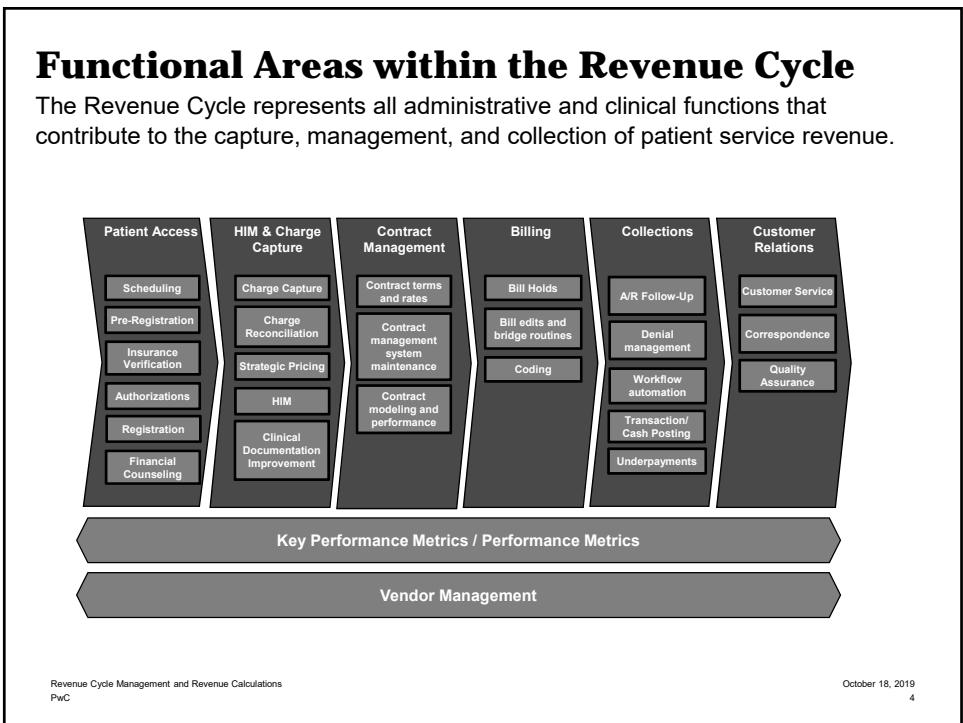 Functional Areas within the Revenue Cycle
The Revenue Cycle represents all administrative and clinical functions that
contribute to the capture, management, and collection of patient service revenue.
Patient Access
Scheduling
Pre-Registration
Insurance
Verification
Authorizations
Registration
Financial
Counseling
HIM & Charge
Capture
Charge Capture
Charge
Reconciliation
Strategic Pricing
HIM
Clinical
Documentation
Improvement
Contract
Management
Contract terms
and rates
Contract
management
system
maintenance
Contract
modeling and
performance
Billing
Bill Holds
Bill edits and
bridge routines
Coding
Collections
A/R Follow-Up
Denial
management
Workflow
automation
Transaction/
Cash Posting
Underpayments
Customer
Relations
Customer Service
Correspondence
Quality
Assurance
Key Performance Metrics / Performance Metrics
Vendor Management
Revenue Cycle Management and Revenue Calculations
PwC
October 18, 2019
4